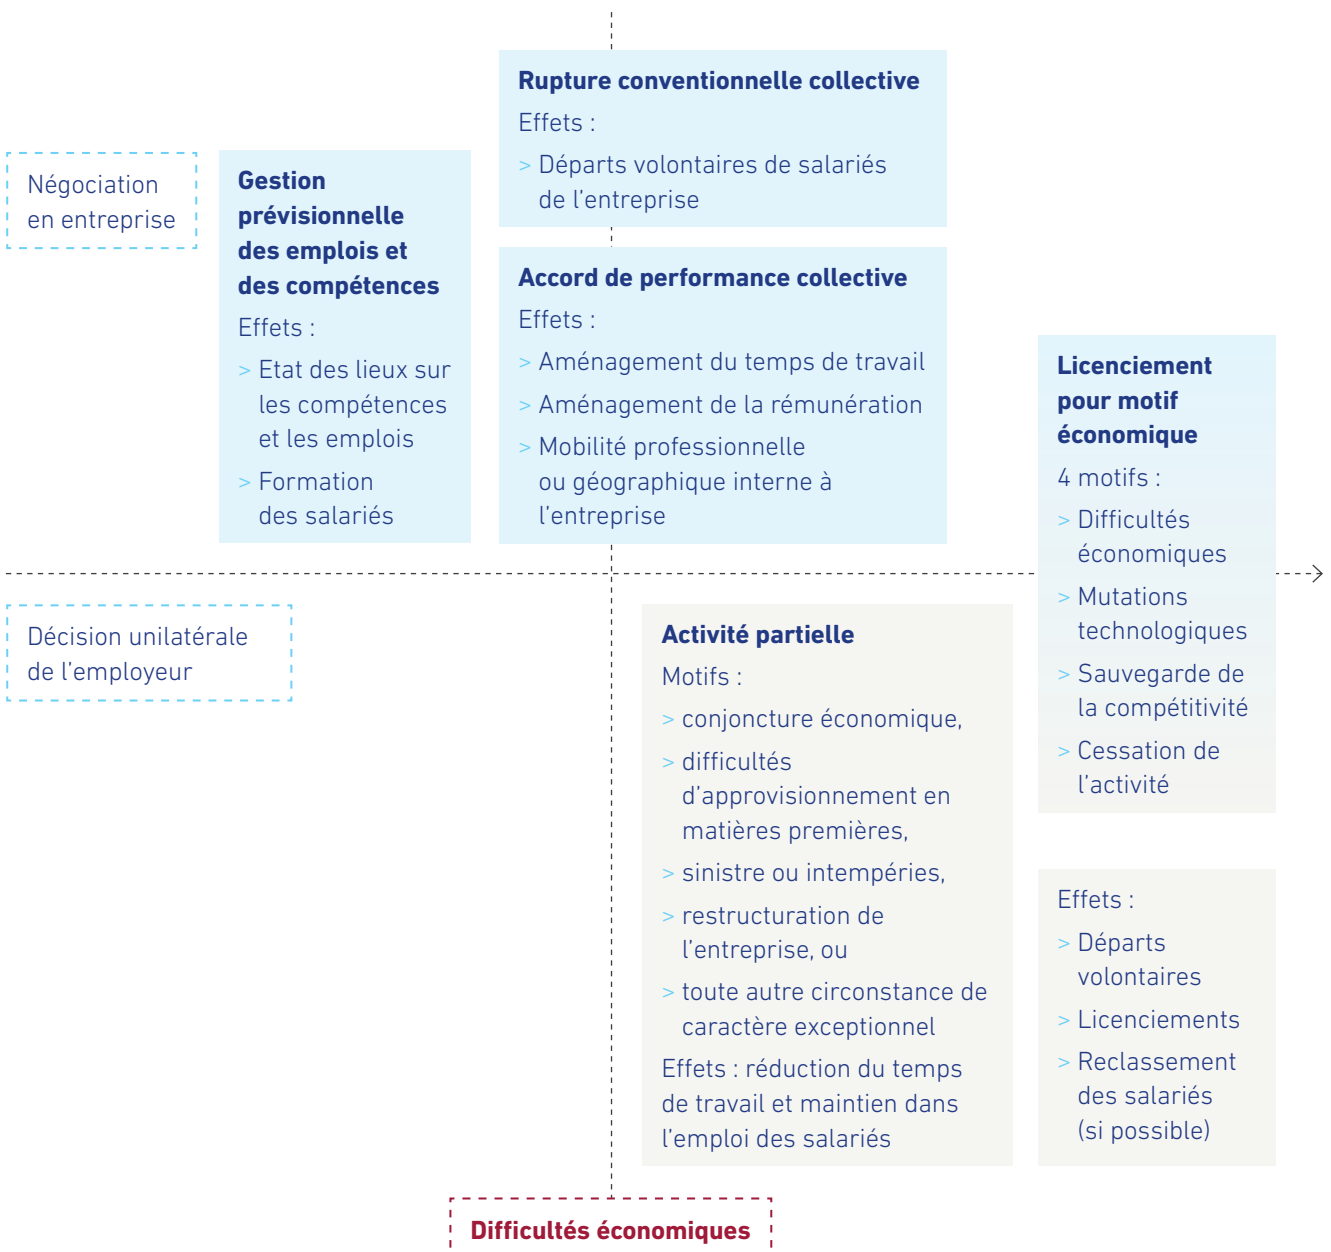 Négociation
en entreprise
Gestion
prévisionnelle
des emplois et
des compétences
Effets :
> Etat des lieux sur
les compétences
et les emplois
> Formation
des salariés
Rupture conventionnelle collective
Effets :
> Départs volontaires de salariés
de l’entreprise
Accord de performance collective
Effets :
> Aménagement du temps de travail
> Aménagement de la rémunération
> Mobilité professionnelle
ou géographique interne à
l’entreprise
Licenciement
pour motif
économique
4 motifs :
> Difficultés
économiques
> Mutations
technologiques
> Sauvegarde de
la compétitivité
> Cessation de
l’activité
Décision unilatérale
de l’employeur
Activité partielle
Motifs :
> conjoncture économique,
> difficultés
d’approvisionnement en
matières premières,
> sinistre ou intempéries,
> restructuration de
l’entreprise, ou
> toute autre circonstance de
caractère exceptionnel
Effets : réduction du temps
de travail et maintien dans
l’emploi des salariés
Effets :
> Départs
volontaires
> Licenciements
> Reclassement
des salariés
(si possible)
Difficultés économiques